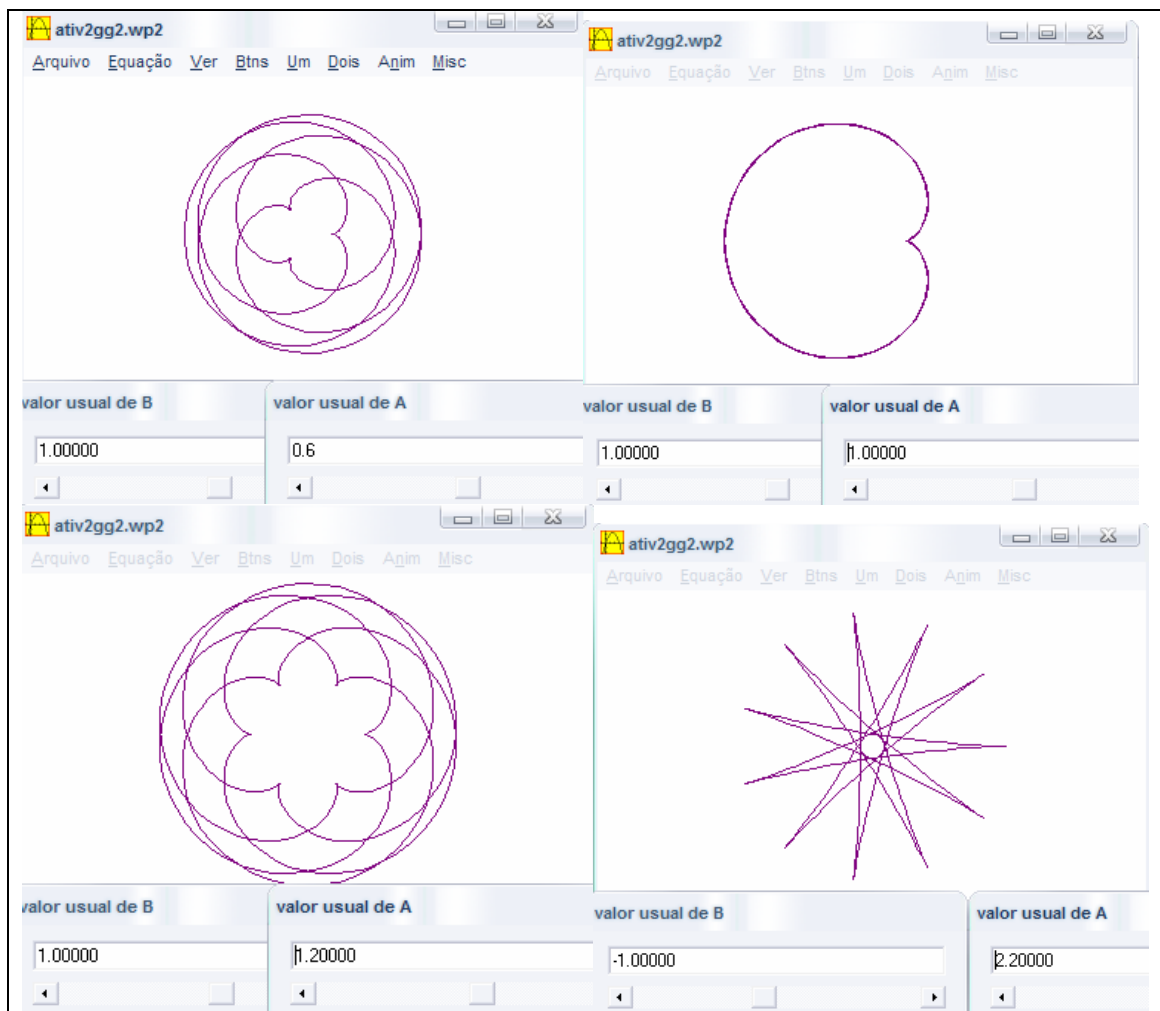 ativ2gg2.wp2
Arquivo Equação Ver Btns Um Dois Anim Misc
valor usual de B
1.00000
valor usual de A
0.6
ativ2gg2.wp2
Arquivo Equação Ver Btns Um Dois Anim Misc
valor usual de B
1.00000
valor usual de A
1.00000
ativ2gg2.wp2
Arquivo Equação Ver Btns Um Dois Anim Misc
valor usual de B
1.00000
valor usual de A
1.20000
ativ2gg2.wp2
Arquivo Equação Ver Btns Um Dois Anim Misc
valor usual de B
-1.00000
valor usual de A
2.20000